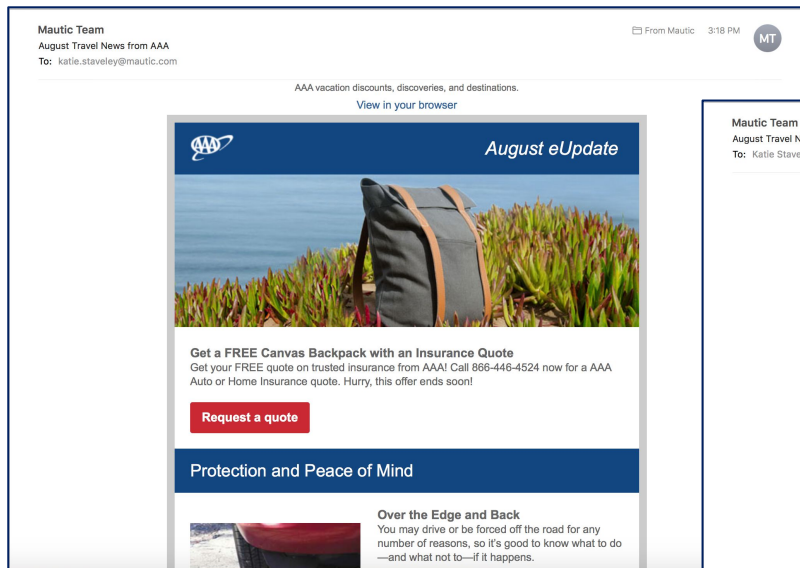 Mautic Team
August Travel News from AAA
To: katie.staveley@mautic.com
From Mautic 3:18 PM
MT
AAA vacation discounts, discoveries, and destinations.
View in your browser
AAA
August eUpdate
Get a FREE Canvas Backpack with an Insurance Quote
Get your FREE quote on trusted insurance from AAA! Call 866-446-4524 now for a AAA
Auto or Home Insurance quote. Hurry, this offer ends soon!
Request a quote
Protection and Peace of Mind
Over the Edge and Back
You may drive or be forced off the road for any
number of reasons, so it's good to know what to do
—and what not to—if it happens.
Mautic Team
August Travel N
To: Katie Stave